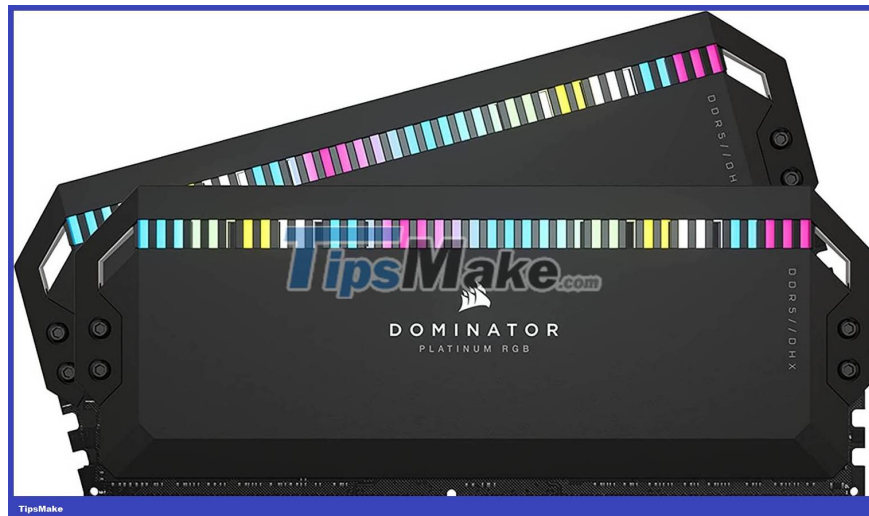 DDR5//DHX
TipsMake.com
DOMINATOR
PLATINUM RGB
DDR5//DHX
TipsMake